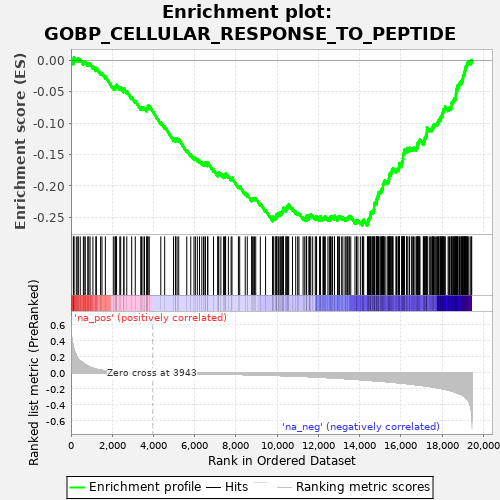 Enrichment plot:
GOBP_CELLULAR_RESPONSE_TO_PEPTIDE
Enrichment score (ES)
0.00
-0.05
-0.10
-0.15
-0.20
-0.25
'na_pos' (positively correlated)
Ranked list metric (PreRanked)
0.6
0.4
0.2
0.0
-0.2
-0.4
-0.6
Zero cross at 3943
'na_neg' (negatively correlated)
0 2,000 4,000 6,000 8,000 10,000 12,000 14,000 16,000 18,000 20,000
Rank in Ordered Dataset
Enrichment profile Hits Ranking metric scores